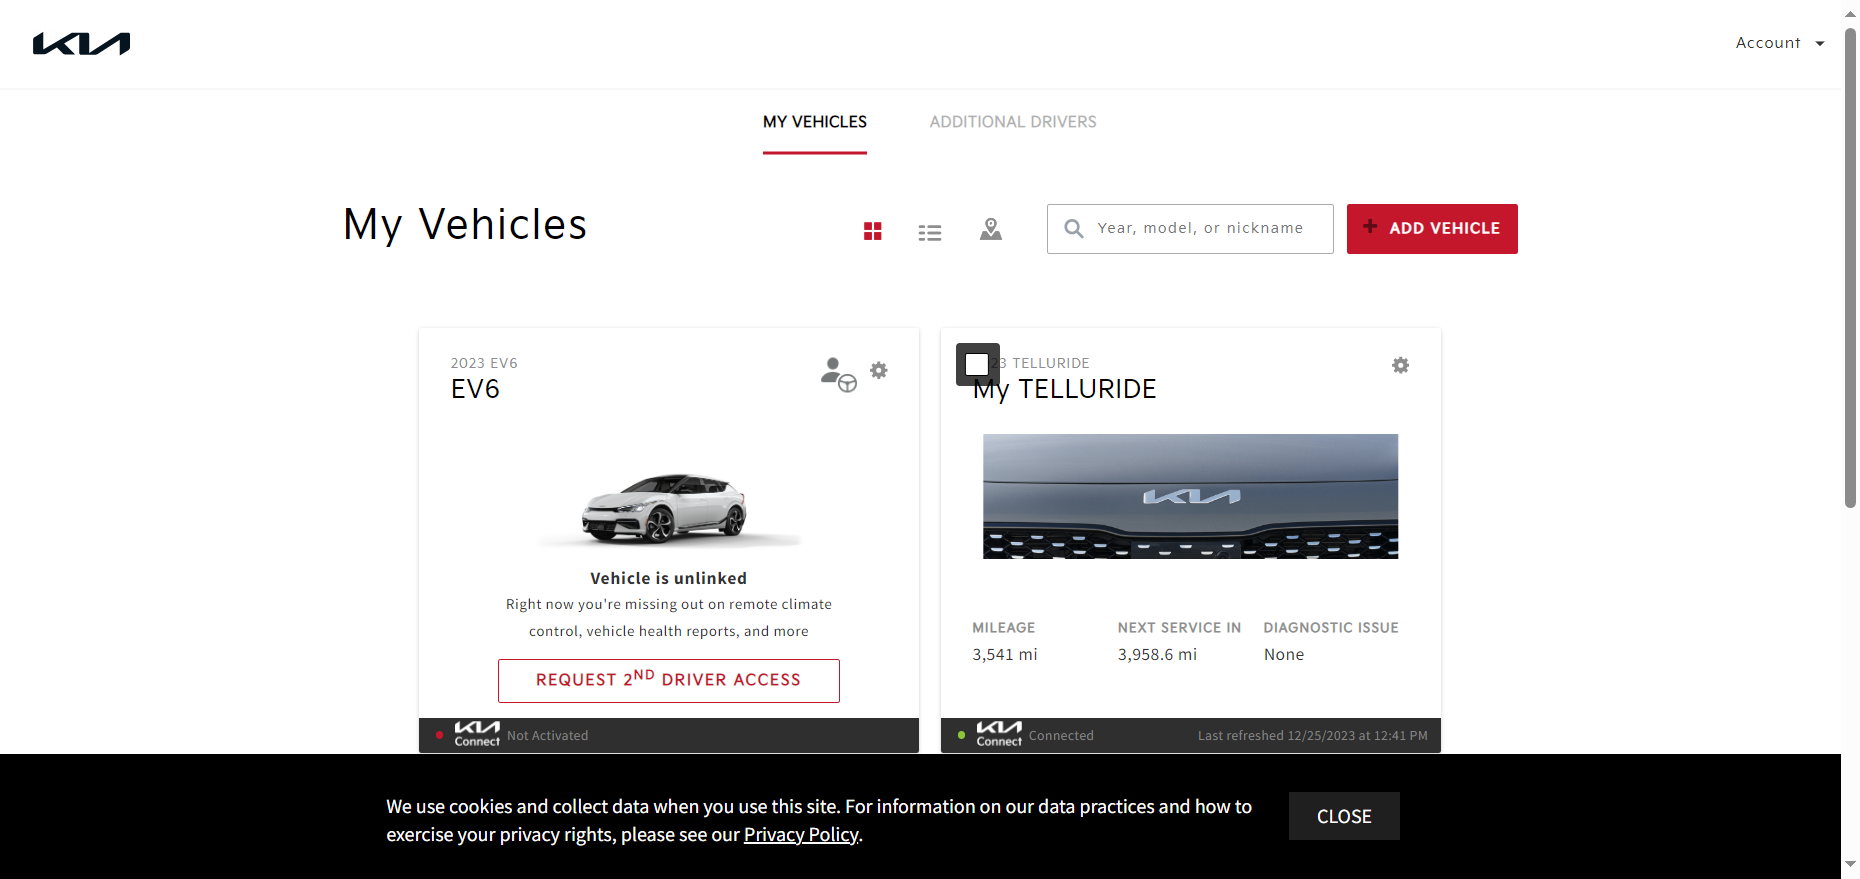 KIA
Account
MY VEHICLES
ADDITIONAL DRIVERS
My Vehicles
Year, model, or nickname
+ ADD VEHICLE
2023 EV6
EV6
Vehicle is unlinked
Right now you're missing out on remote climate
control, vehicle health reports, and more
REQUEST 2ND DRIVER ACCESS
KIA
Connect
Not Activated
23 TELLURIDE
My TELLURIDE
KIA
MILEAGE
NEXT SERVICE IN
DIAGNOSTIC ISSUE
3,541 mi
3,958.6 mi
None
KIA
Connect
Connected
Last refreshed 12/25/2023 at 12:41 PM
We use cookies and collect data when you use this site. For information on our data practices and how to
exercise your privacy rights, please see our Privacy Policy.
CLOSE